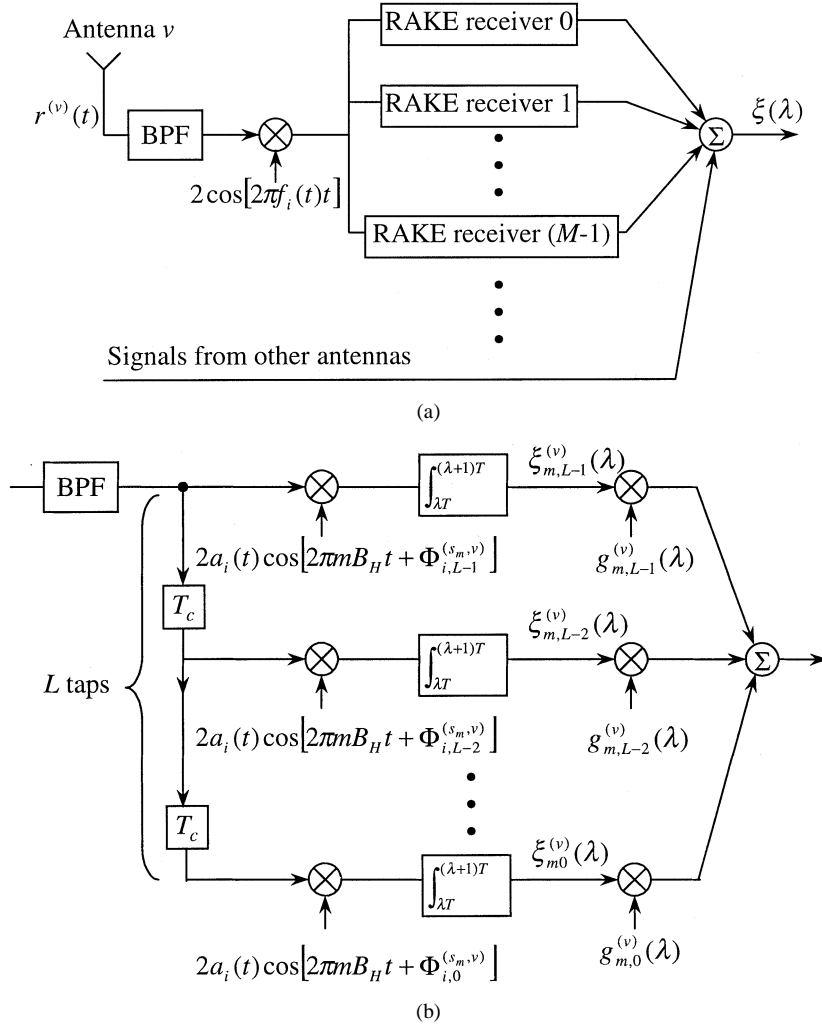 Antenna v
r^{(v)}(t)
BPF
2cos[2πf_i(t)t]
RAKE receiver 0
RAKE receiver 1
RAKE receiver (M-1)
Σ
ξ(λ)
Signals from other antennas
(a)
BPF
∫_{λT}^{(λ+1)T}
ξ_{m,L-1}^{(v)}(λ)
2a_i(t)cos[2πmB_H t + Φ_{i,L-1}^{(s_m,v)}]
g_{m,L-1}^{(v)}(λ)
T_c
∫_{λT}^{(λ+1)T}
ξ_{m,L-2}^{(v)}(λ)
Σ
L taps
2a_i(t)cos[2πmB_H t + Φ_{i,L-2}^{(s_m,v)}]
g_{m,L-2}^{(v)}(λ)
T_c
∫_{λT}^{(λ+1)T}
ξ_{m0}^{(v)}(λ)
2a_i(t)cos[2πmB_H t + Φ_{i,0}^{(s_m,v)}]
g_{m,0}^{(v)}(λ)
(b)